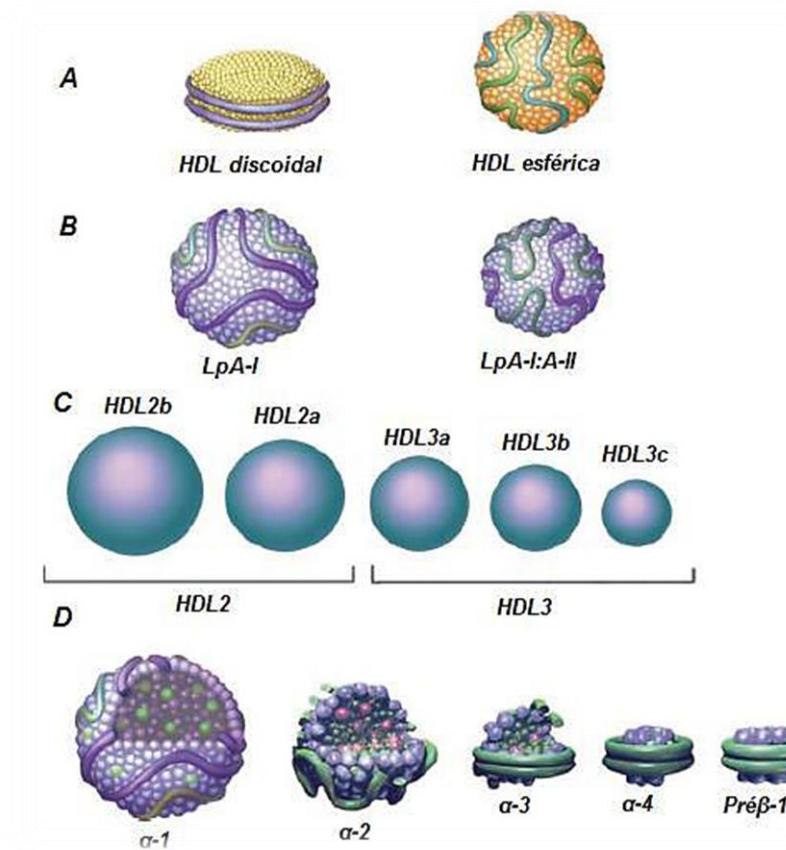 A
HDL discoidal
HDL esférica
B
LpA-I
LpA-I:A-II
C
HDL2b
HDL2a
HDL3a
HDL3b
HDL3c
HDL2
HDL3
D
α-1
α-2
α-3
α-4
Préβ-1